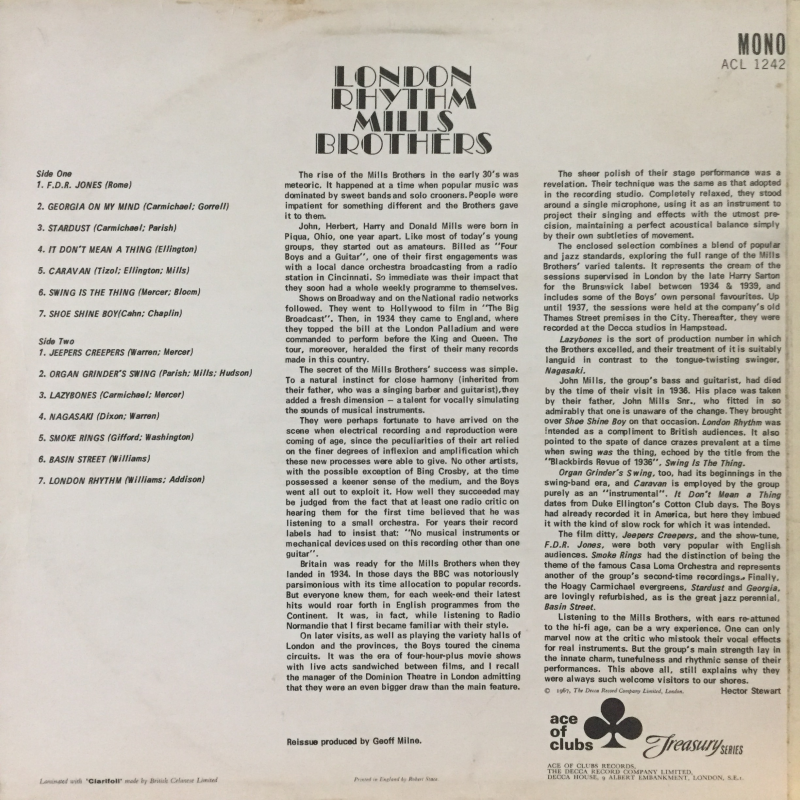 MONO
ACL 1242
LONDON
RHYTHM
MILLS
BROTHERS
Side One
1. F.D.R. JONES (Rome)
2. GEORGIA ON MY MIND (Carmichael; Gorrell)
3. STARDUST (Carmichael; Parish)
4. IT DON'T MEAN A THING (Ellington)
5. CARAVAN (Tizol; Ellington; Mills)
6. SWING IS THE THING (Mercer; Bloom)
7. SHOE SHINE BOY(Cahn; Chaplin)
Side Two
1. JEEPERS CREEPERS (Warren; Mercer)
2. ORGAN GRINDER'S SWING (Parish; Mills; Hudson)
3. LAZYBONES (Carmichael; Mercer)
4. NAGASAKI (Dixon; Warren)
5. SMOKE RINGS (Gifford; Washington)
6. BASIN STREET (Williams)
7. LONDON RHYTHM (Williams; Addison)
The rise of the Mills Brothers in the early 30's was
meteoric. It happened at a time when popular music was
dominated by sweet bands and solo crooners. People were
impatient for something different and the Brothers gave
it to them.
John, Herbert, Harry and Donald Mills were born in
Piqua, Ohio, one year apart. Like most of today's young
groups, they started out as amateurs. Billed as "Four
Boys and a Guitar", one of their first engagements was
with a local dance orchestra broadcasting from a radio
station in Cincinnati. So immediate was their impact that
they soon had a whole weekly programme to themselves.
Shows on Broadway and on the National radio networks
followed. They went to Hollywood to film in "The Big
Broadcast". Then, in 1934 they came to England, where
they topped the bill at the London Palladium and were
commanded to perform before the King and Queen. The
tour, moreover, heralded the first of their many records
made in this country.
The secret of the Mills Brothers' success was simple.
To a natural instinct for close harmony (inherited from
their father, who was a singing barber and guitarist),they
added a fresh dimension — a talent for vocally simulating
the sounds of musical instruments.
They were perhaps fortunate to have arrived on the
scene when electrical recording and reproduction were
coming of age, since the peculiarities of their art relied
on the finer degrees of inflexion and amplification which
these new processes were able to give. No other artists,
with the possible exception of Bing Crosby, at the time
possessed a keener sense of the medium, and the Boys
went all out to exploit it. How well they succeeded may
be judged from the fact that at least one radio critic on
hearing them for the first time believed that he was
listening to a small orchestra. For years their record
labels had to insist that: "No musical instruments or
mechanical devices used on this recording other than one
guitar".
Britain was ready for the Mills Brothers when they
landed in 1934. In those days the BBC was notoriously
parsimonious with its time allocation to popular records.
But everyone knew them, for each week-end their latest
hits would roar forth in English programmes from the
Continent. It was, in fact, while listening to Radio
Normandie that I first became familiar with their style.
On later visits, as well as playing the variety halls of
London and the provinces, the Boys toured the cinema
circuits. It was the era of four-hour-plus movie shows
with live acts sandwiched between films, and I recall
the manager of the Dominion Theatre in London admitting
that they were an even bigger draw than the main feature.
Reissue produced by Geoff Milne.
The sheer polish of their stage performance was a
revelation. Their technique was the same as that adopted
in the recording studio. Completely relaxed, they stood
around a single microphone, using it as an instrument to
project their singing and effects with the utmost pre-
cision, maintaining a perfect acoustical balance simply
by their own subtleties of movement.
The enclosed selection combines a blend of popular
and jazz standards, exploring the full range of the Mills
Brothers' varied talents. It represents the cream of the
sessions supervised in London by the late Harry Sarton
for the Brunswick label between 1934 & 1939, and
includes some of the Boys' own personal favourites. Up
until 1937, the sessions were held at the company's old
Thames Street premises in the City. Thereafter, they were
recorded at the Decca studios in Hampstead.
Lazybones is the sort of production number in which
the Brothers excelled, and their treatment of it is suitably
languid in contrast to the tongue-twisting swinger,
Nagasaki.
John Mills, the group's bass and guitarist, had died
by the time of their visit in 1936. His place was taken
by their father, John Mills Snr., who fitted in so
admirably that one is unaware of the change. They brought
over Shoe Shine Boy on that occasion. London Rhythm was
intended as a compliment to British audiences. It also
pointed to the spate of dance crazes prevalent at a time
when swing was the thing, echoed by the title from the
"Blackbirds Revue of 1936", Swing Is The Thing.
Organ Grinder's Swing, too, had its beginnings in the
swing-band era, and Caravan is employed by the group
purely as an "instrumental". It Don't Mean a Thing
dates from Duke Ellington's Cotton Club days. The Boys
had already recorded it in America, but here they imbued
it with the kind of slow rock for which it was intended.
The film ditty, Jeepers Creepers, and the show-tune,
F.D.R. Jones, were both very popular with English
audiences. Smoke Rings had the distinction of being the
theme of the famous Casa Loma Orchestra and represents
another of the group's second-time recordings. Finally,
the Hoagy Carmichael evergreens, Stardust and Georgia,
are lovingly refurbished, as is the great jazz perennial,
Basin Street.
Listening to the Mills Brothers, with ears re-attuned
to the hi-fi age, can be a wry experience. One can only
marvel now at the critic who mistook their vocal effects
for real instruments. But the group's main strength lay in
the innate charm, tunefulness and rhythmic sense of their
performances. This above all, still explains why they
were always such welcome visitors to our shores.
© 1967, The Decca Record Company Limited, London. Hector Stewart
ace
of
clubs
Treasury SERIES
ACE OF CLUBS RECORDS,
THE DECCA RECORD COMPANY LIMITED,
DECCA HOUSE, 9 ALBERT EMBANKMENT, LONDON, S.E.1.
Laminated with 'Clarifoil' made by British Celanese Limited
Printed in England by Robert Stace